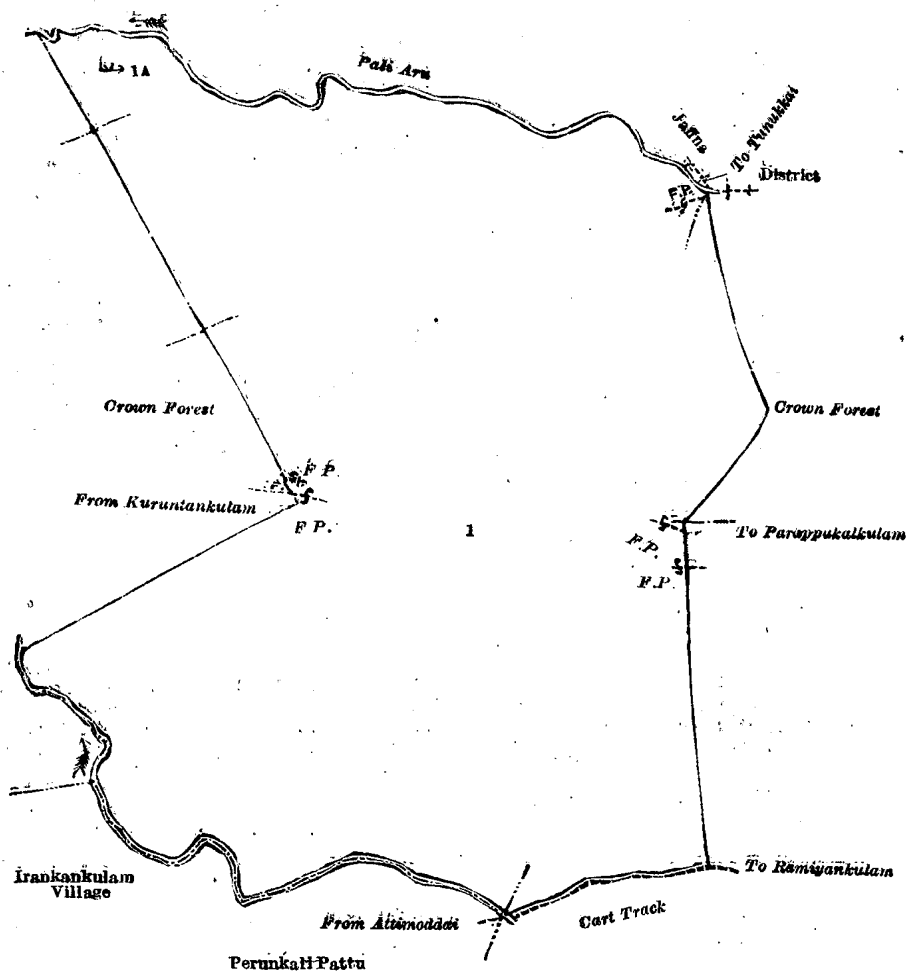 1A
Pali Aru
Jaffna
To Tunukkai
District
F.P.
Crown Forest
Crown Forest
F P.
From Kuruntankulam
F P.
1
To Parappukalkulam
F.P.
F.P
To Ramiyankulam
Irankankulam
Village
From Attimoddai
Cart Track
Perunkali Pattu